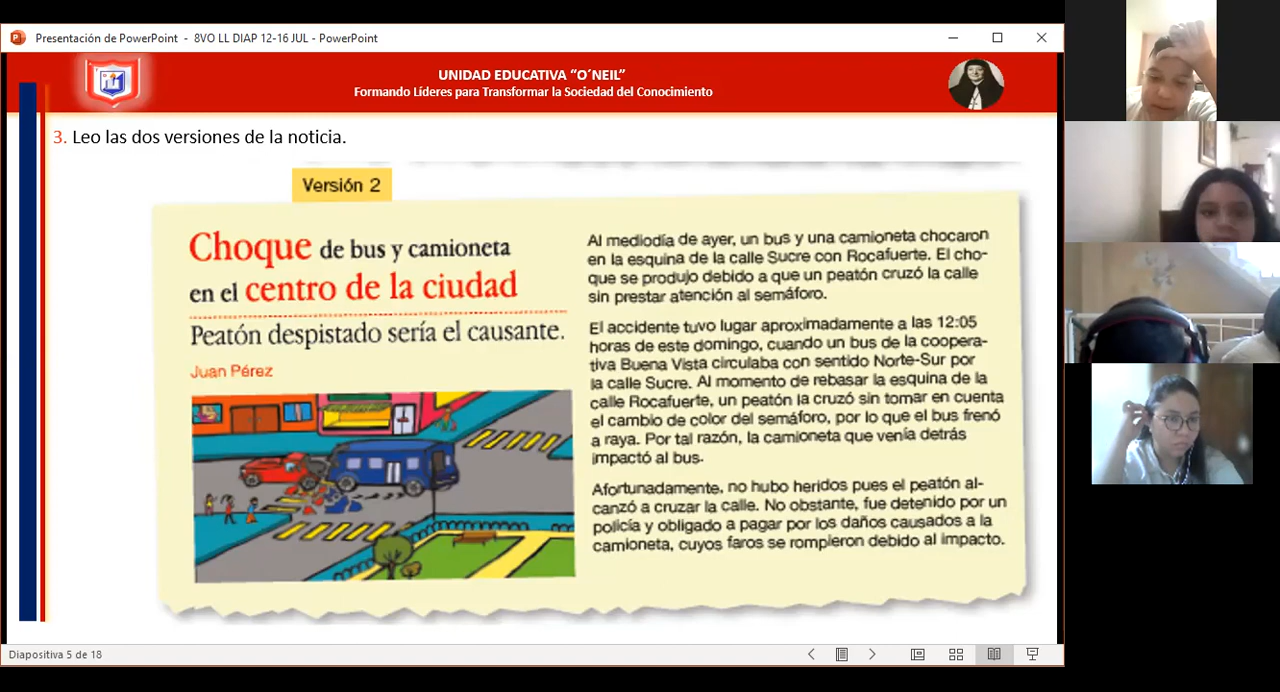 Presentación de PowerPoint - 8VO LL DIAP 12-16 JUL - PowerPoint
UNIDAD EDUCATIVA “O´NEIL”
Formando Líderes para Transformar la Sociedad del Conocimiento
3. Leo las dos versiones de la noticia.
Versión 2
Choque de bus y camioneta
en el centro de la ciudad
Peatón despistado sería el causante.
Juan Pérez
Al mediodía de ayer, un bus y una camioneta chocaron
en la esquina de la calle Sucre con Rocafuerte. El cho-
que se produjo debido a que un peatón cruzó la calle
sin prestar atención al semáforo.
El accidente tuvo lugar aproximadamente a las 12:05
horas de este domingo, cuando un bus de la coopera-
tiva Buena Vista circulaba con sentido Norte-Sur por
la calle Sucre. Al momento de rebasar la esquina de la
calle Rocafuerte, un peatón la cruzó sin tomar en cuenta
el cambio de color del semáforo, por lo que el bus frenó
a raya. Por tal razón, la camioneta que venía detrás
impactó al bus.
Afortunadamente, no hubo heridos pues el peatón al-
canzó a cruzar la calle. No obstante, fue detenido por un
policía y obligado a pagar por los daños causados a la
camioneta, cuyos faros se rompieron debido al impacto.
Diapositiva 5 de 18